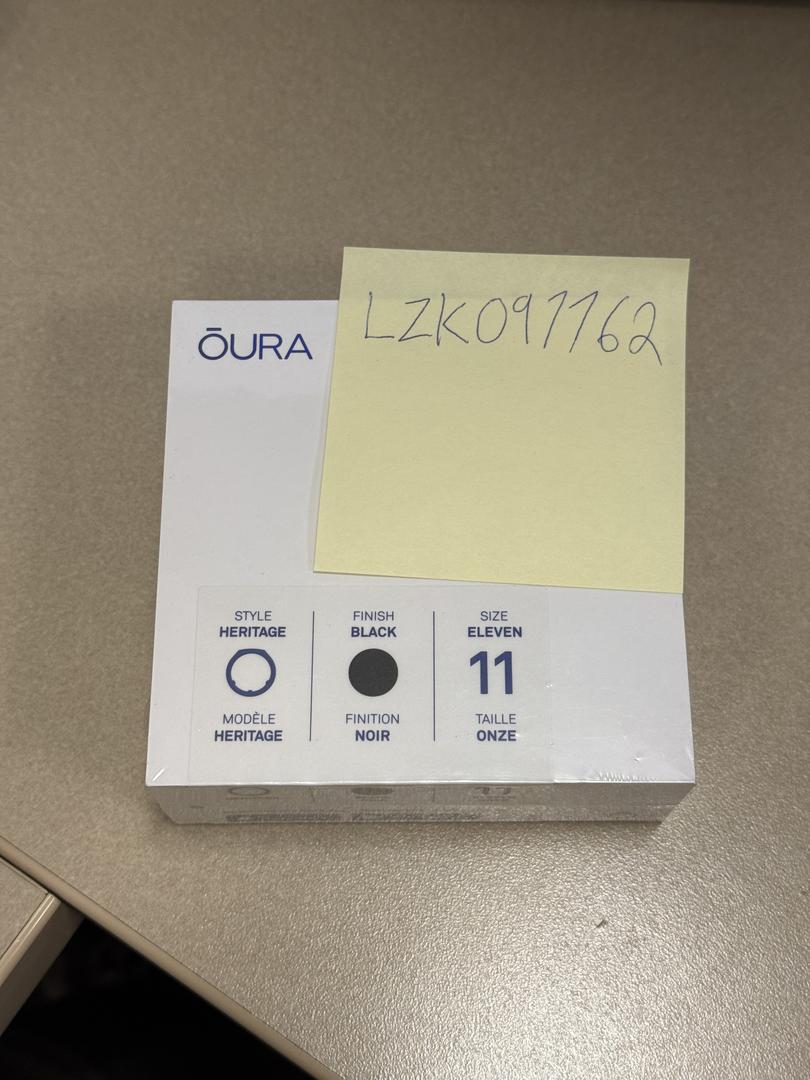 ŌURA
LZK097762
STYLE
HERITAGE
MODÈLE
HERITAGE
FINISH
BLACK
FINITION
NOIR
SIZE
ELEVEN
11
TAILLE
ONZE